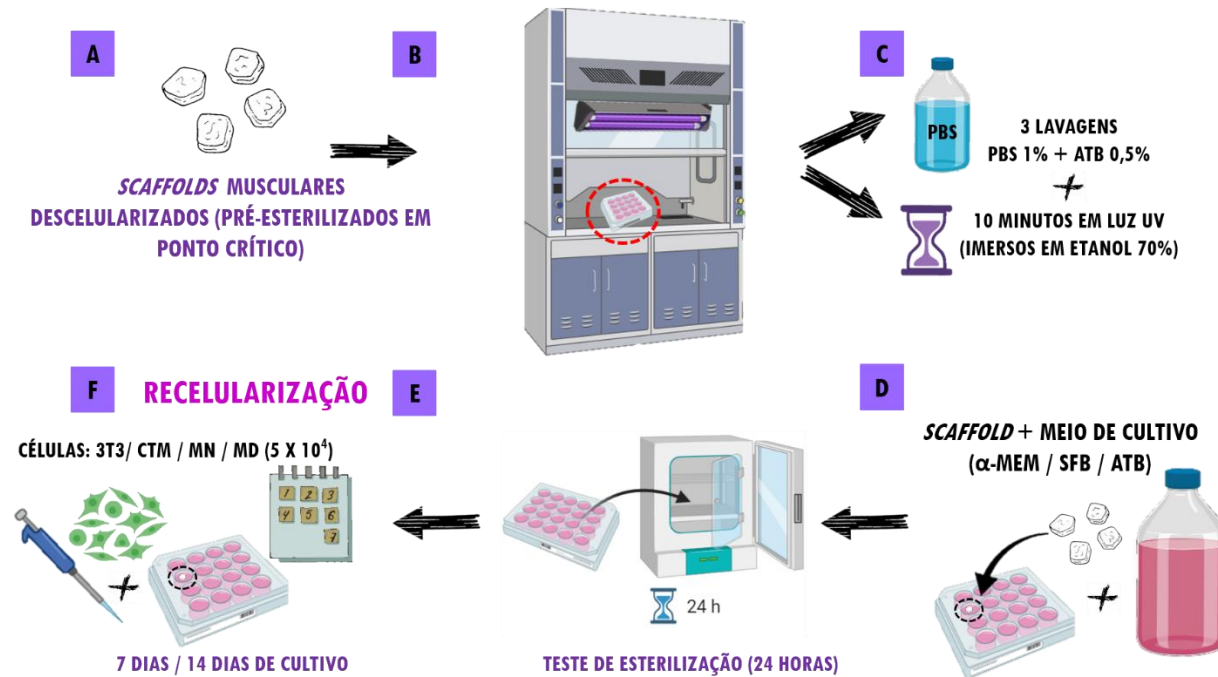 A
SCAFFOLDS MUSCULARES
DESCELULARIZADOS (PRÉ-ESTERILIZADOS EM
PONTO CRÍTICO)
B
C
PBS
3 LAVAGENS
PBS 1% + ATB 0,5%
+
10 MINUTOS EM LUZ UV
(IMERSOS EM ETANOL 70%)
D
SCAFFOLD + MEIO DE CULTIVO
(α-MEM / SFB / ATB)
+
E
24 h
TESTE DE ESTERILIZAÇÃO (24 HORAS)
F
RECELULARIZAÇÃO
CÉLULAS: 3T3/ CTM / MN / MD (5 X 10⁴)
1 2 3
4 5 6
7
+
7 DIAS / 14 DIAS DE CULTIVO